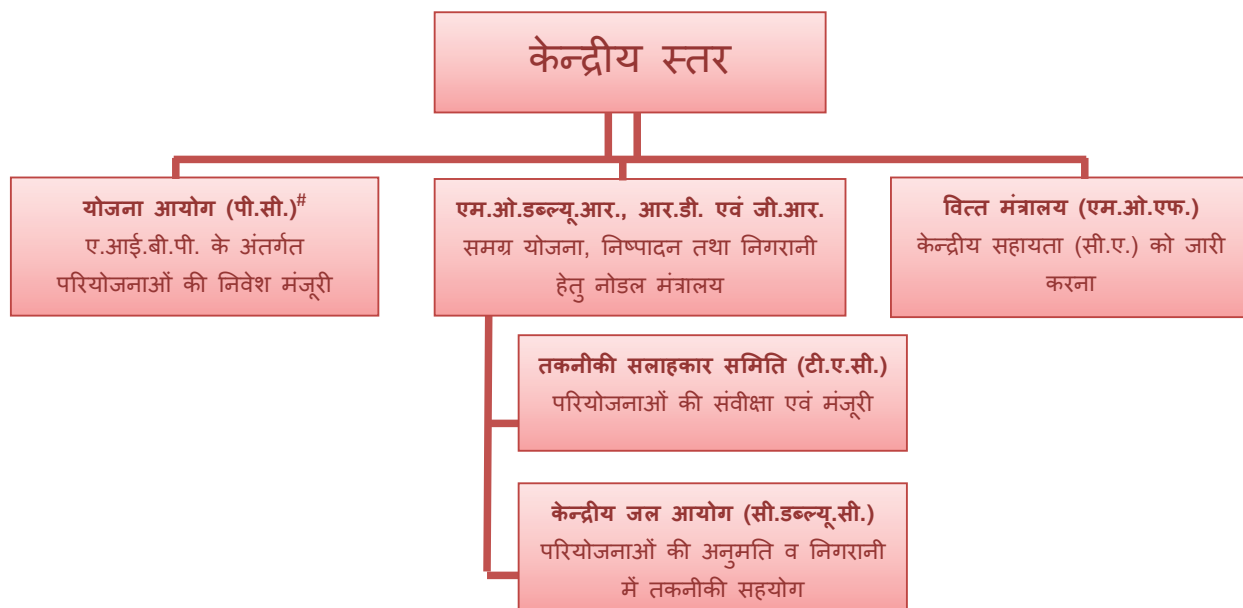 केन्द्रीय स्तर
योजना आयोग (पी.सी.)#
ए.आई.बी.पी. के अंतर्गत
परियोजनाओं की निवेश मंजूरी
एम.ओ.डब्ल्यू.आर., आर.डी. एवं जी.आर.
समग्र योजना, निष्पादन तथा निगरानी
हेतु नोडल मंत्रालय
वित्त मंत्रालय (एम.ओ.एफ.)
केन्द्रीय सहायता (सी.ए.) को जारी
करना
तकनीकी सलाहकार समिति (टी.ए.सी.)
परियोजनाओं की संवीक्षा एवं मंजूरी
केन्द्रीय जल आयोग (सी.डब्ल्यू.सी.)
परियोजनाओं की अनुमति व निगरानी
में तकनीकी सहयोग